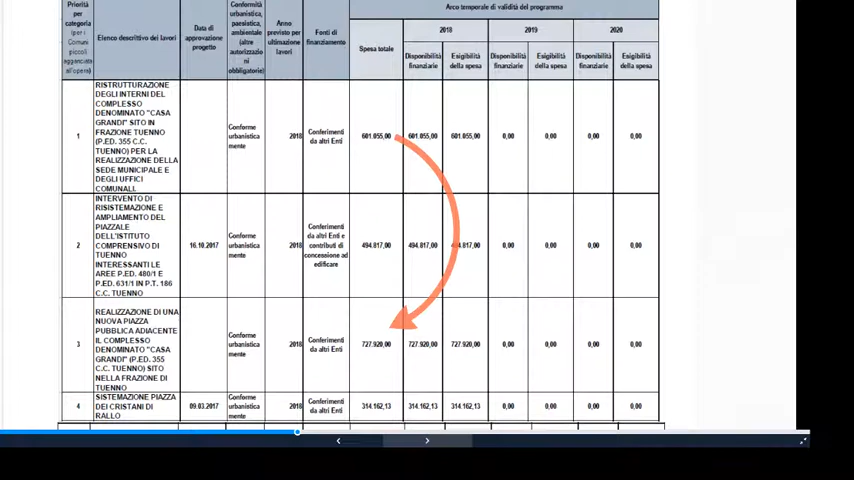 Priorità per categoria (per i Comuni piccoli agganciata all'opera)
Elenco descrittivo dei lavori
Data di approvazione progetto
Conformità urbanistica, paesistica, ambientale (altre autorizzazioni obbligatorie)
Anno previsto per ultimazione lavori
Fonti di finanziamento
Arco temporale di validità del programma
Spesa totale
2018
2019
2020
Disponibilità finanziarie
Esigibilità della spesa
Disponibilità finanziarie
Esigibilità della spesa
Disponibilità finanziarie
Esigibilità della spesa
1
RISTRUTTURAZIONE
DEGLI INTERNI DEL
COMPLESSO
DENOMINATO "CASA
GRANDI" SITO IN
FRAZIONE TUENNO
(P.ED. 355 C.C.
TUENNO) PER LA
REALIZZAZIONE DELLA
SEDE MUNICIPALE E
DEGLI UFFICI
COMUNALI.
Conforme urbanisticamente
2018
Conferimenti da altri Enti
601.055,00 601.055,00 601.055,00 0,00 0,00 0,00 0,00
2
INTERVENTO DI
RISISTEMAZIONE E
AMPLIAMENTO DEL
PIAZZALE
DELL'ISTITUTO
COMPRENSIVO DI
TUENNO
INTERESSANTI LE
AREE P.ED. 480/1 E
P.ED. 631/1 IN P.T. 186
C.C. TUENNO
16.10.2017
Conforme urbanisticamente
2018
Conferimenti da altri Enti e contributi di concessione ad edificare
494.817,00 494.817,00 494.817,00 0,00 0,00 0,00 0,00
3
REALIZZAZIONE DI UNA
NUOVA PIAZZA
PUBBLICA ADIACENTE
IL COMPLESSO
DENOMINATO "CASA
GRANDI" (P.ED. 355
C.C. TUENNO) SITO
NELLA FRAZIONE DI
TUENNO
Conforme urbanisticamente
2018
Conferimenti da altri Enti
727.920,00 727.920,00 727.920,00 0,00 0,00 0,00 0,00
4
SISTEMAZIONE PIAZZA
DEI CRISTANI DI
RALLO
09.03.2017
Conforme urbanisticamente
2018
Conferimenti da altri Enti
314.162,13 314.162,13 314.162,13 0,00 0,00 0,00 0,00